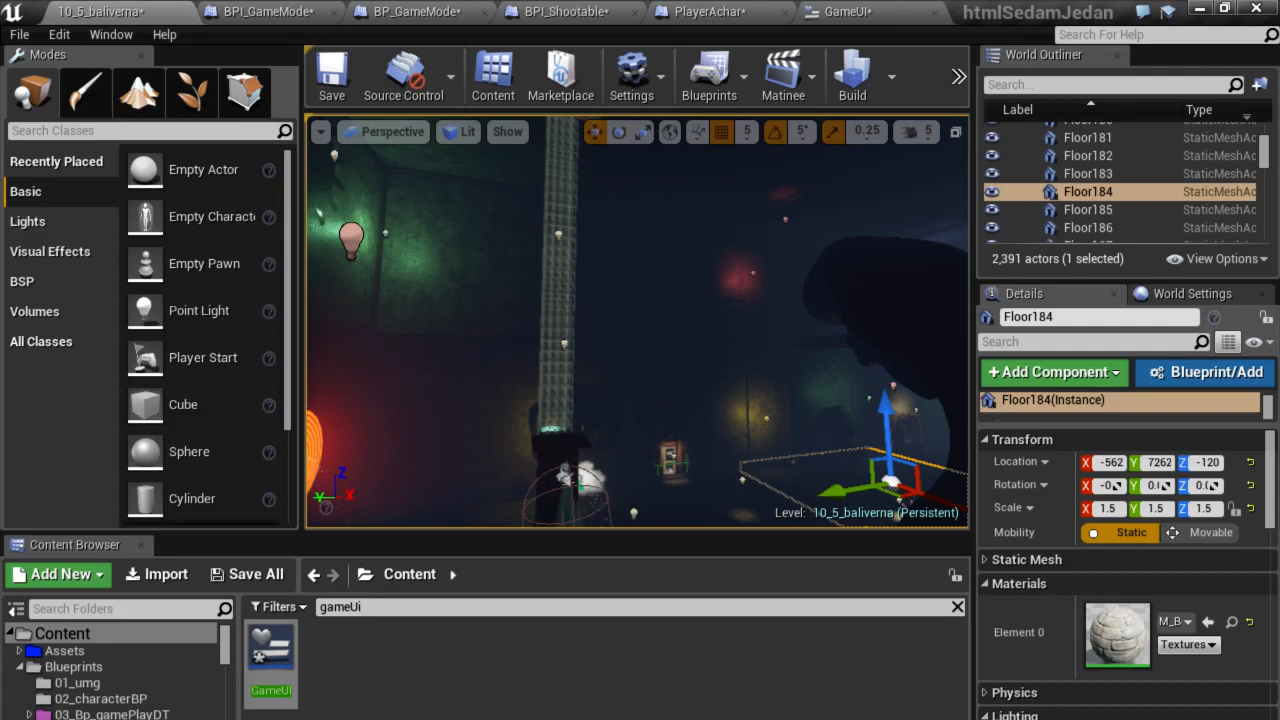 10_5_baliverna*
BPI_GameMode*
BP_GameMode*
BPI_Shootable*
PlayerAchar*
GameUI*
htmlSedamJedan
File Edit Window Help
Search For Help
Modes
Search Classes
Recently Placed
Basic
Lights
Visual Effects
BSP
Volumes
All Classes
Empty Actor
Empty Charact
Empty Pawn
Point Light
Player Start
Cube
Sphere
Cylinder
Save
Source Control
Content
Marketplace
Settings
Blueprints
Matinee
Build
Perspective
Lit
Show
5
5°
0.25
5
Z
Y
X
Level: 10_5_baliverna (Persistent)
World Outliner
Search...
Label Type
Floor181 StaticMeshAc
Floor182 StaticMeshAc
Floor183 StaticMeshAc
Floor184 StaticMeshAc
Floor185 StaticMeshAc
Floor186 StaticMeshAc
2,391 actors (1 selected)
View Options
Details
World Settings
Floor184
Search
+Add Component
Blueprint/Add
Floor184(Instance)
Transform
Location X -562 Y 7262 Z -120
Rotation X -0 Y 0.( Z 0.(
Scale X 1.5 Y 1.5 Z 1.5
Mobility Static Movable
Static Mesh
Materials
Element 0
M_B
Textures
Physics
Lighting
Content Browser
Add New
Import
Save All
Content
Search Folders
Filters
gameUi
Content
Assets
Blueprints
01_umg
02_characterBP
03_Bp_gamePlayDT
GameUI